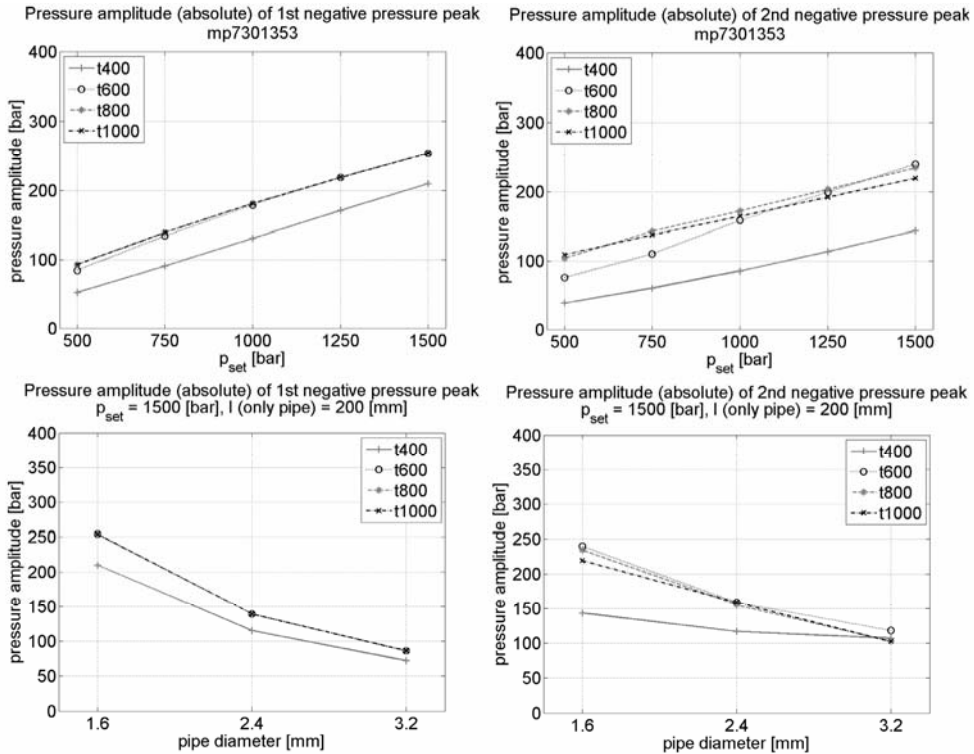 Pressure amplitude (absolute) of 1st negative pressure peak
mp7301353
400
300
200
100
0
pressure amplitude [bar]
t400
t600
t800
t1000
500 750 1000 1250 1500
p_set [bar]
Pressure amplitude (absolute) of 2nd negative pressure peak
mp7301353
400
300
200
100
0
pressure amplitude [bar]
t400
t600
t800
t1000
500 750 1000 1250 1500
p_set [bar]
Pressure amplitude (absolute) of 1st negative pressure peak
p_set = 1500 [bar], l (only pipe) = 200 [mm]
400
350
300
250
200
150
100
50
0
pressure amplitude [bar]
t400
t600
t800
t1000
1.6 2.4 3.2
pipe diameter [mm]
Pressure amplitude (absolute) of 2nd negative pressure peak
p_set = 1500 [bar], l (only pipe) = 200 [mm]
400
350
300
250
200
150
100
50
0
pressure amplitude [bar]
t400
t600
t800
t1000
1.6 2.4 3.2
pipe diameter [mm]